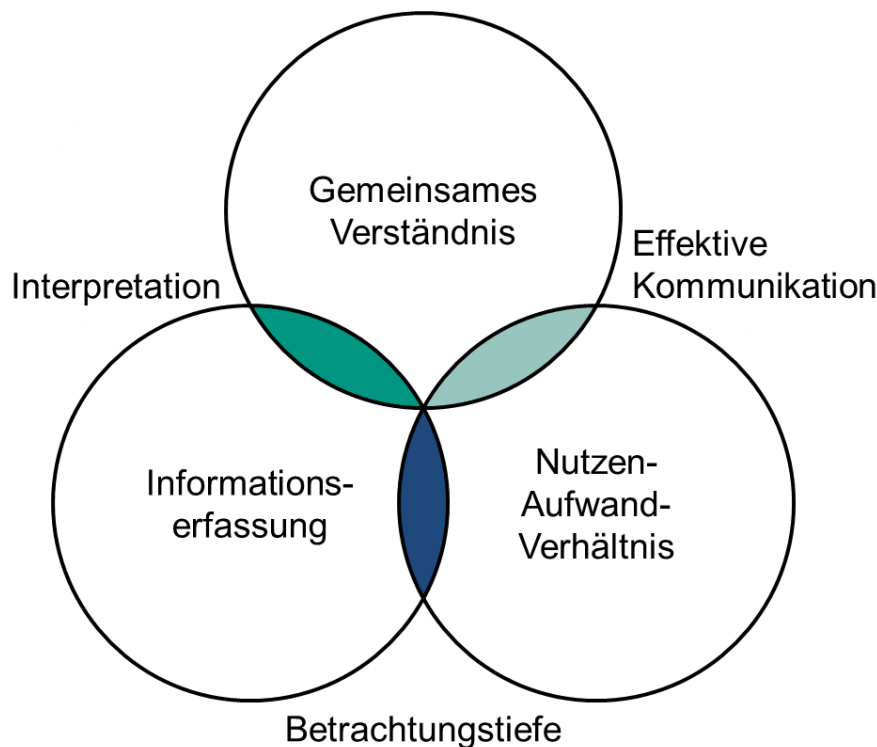 Gemeinsames
Verständnis
Effektive
Kommunikation
Interpretation
Informations-
erfassung
Nutzen-
Aufwand-
Verhältnis
Betrachtungstiefe